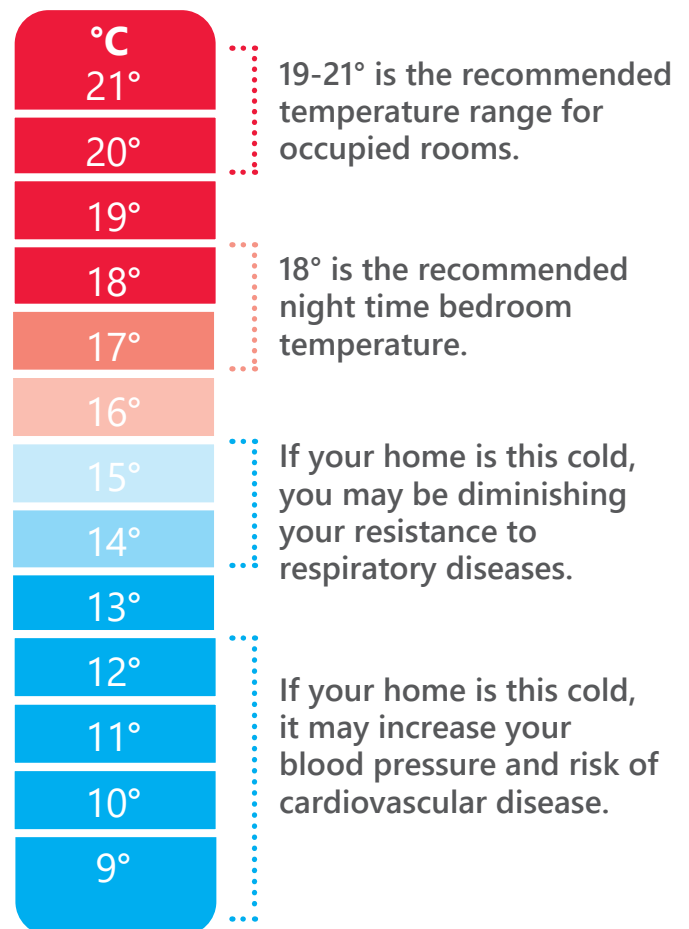 °C
21°
20°
19°
18°
17°
16°
15°
14°
13°
12°
11°
10°
9°
19-21° is the recommended
temperature range for
occupied rooms.
18° is the recommended
night time bedroom
temperature.
If your home is this cold,
you may be diminishing
your resistance to
respiratory diseases.
If your home is this cold,
it may increase your
blood pressure and risk of
cardiovascular disease.